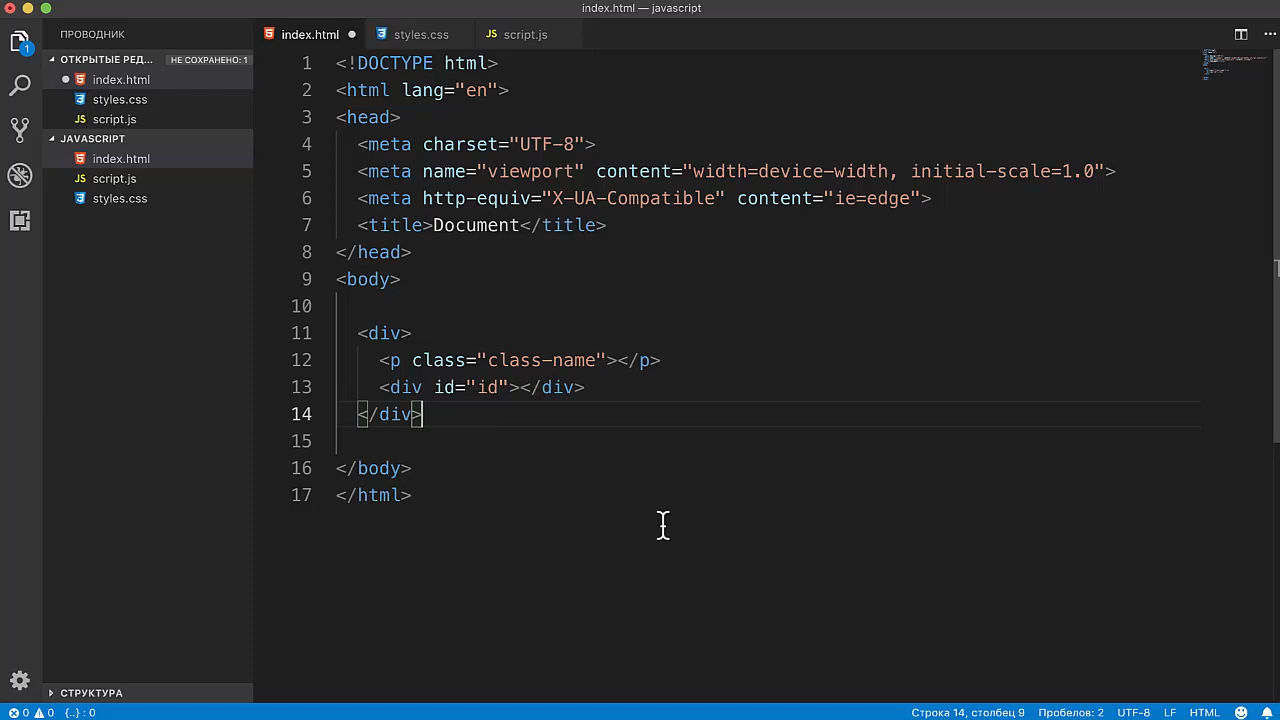 index.html — javascript
ПРОВОДНИК
index.html
styles.css
JS script.js
ОТКРЫТЫЕ РЕД... НЕ СОХРАНЕНО: 1
index.html
styles.css
JS script.js
JAVASCRIPT
index.html
JS script.js
styles.css
СТРУКТУРА
1
1 <!DOCTYPE html>
2 <html lang="en">
3 <head>
4 <meta charset="UTF-8">
5 <meta name="viewport" content="width=device-width, initial-scale=1.0">
6 <meta http-equiv="X-UA-Compatible" content="ie=edge">
7 <title>Document</title>
8 </head>
9 <body>
10
11 <div>
12 <p class="class-name"></p>
13 <div id="id"></div>
14 </div>
15
16 </body>
17 </html>
0 0 {..} : 0 Строка 14, столбец 9 Пробелов: 2 UTF-8 LF HTML